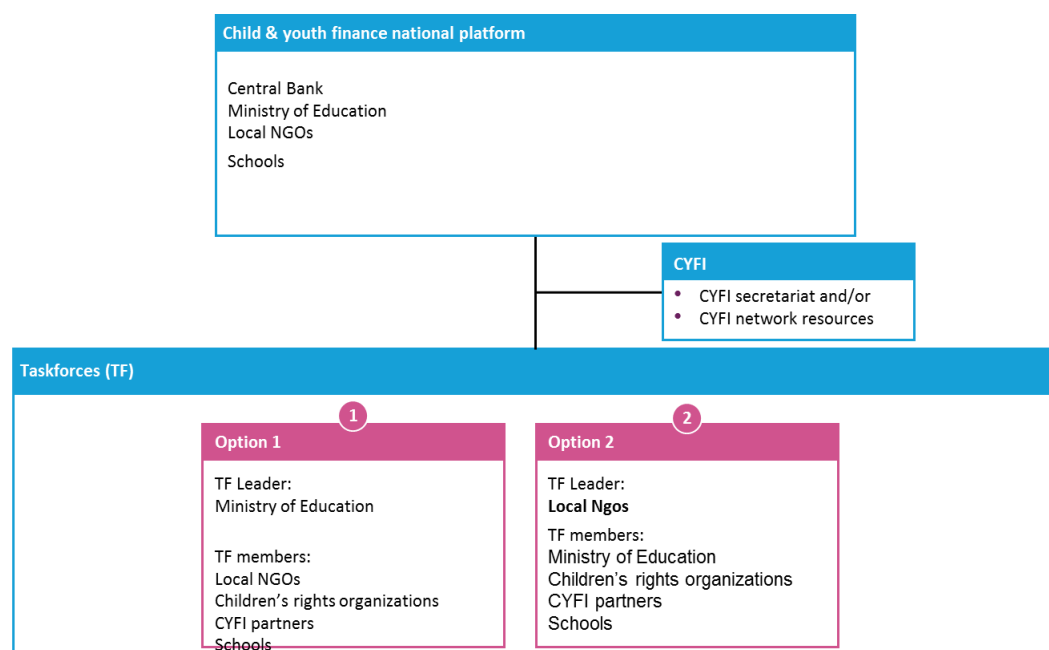 Child & youth finance national platform
Central Bank
Ministry of Education
Local NGOs
Schools
CYFI
• CYFI secretariat and/or
• CYFI network resources
Taskforces (TF)
1
Option 1
TF Leader:
Ministry of Education
TF members:
Local NGOs
Children's rights organizations
CYFI partners
Schools
2
Option 2
TF Leader:
Local Ngos
TF members:
Ministry of Education
Children's rights organizations
CYFI partners
Schools